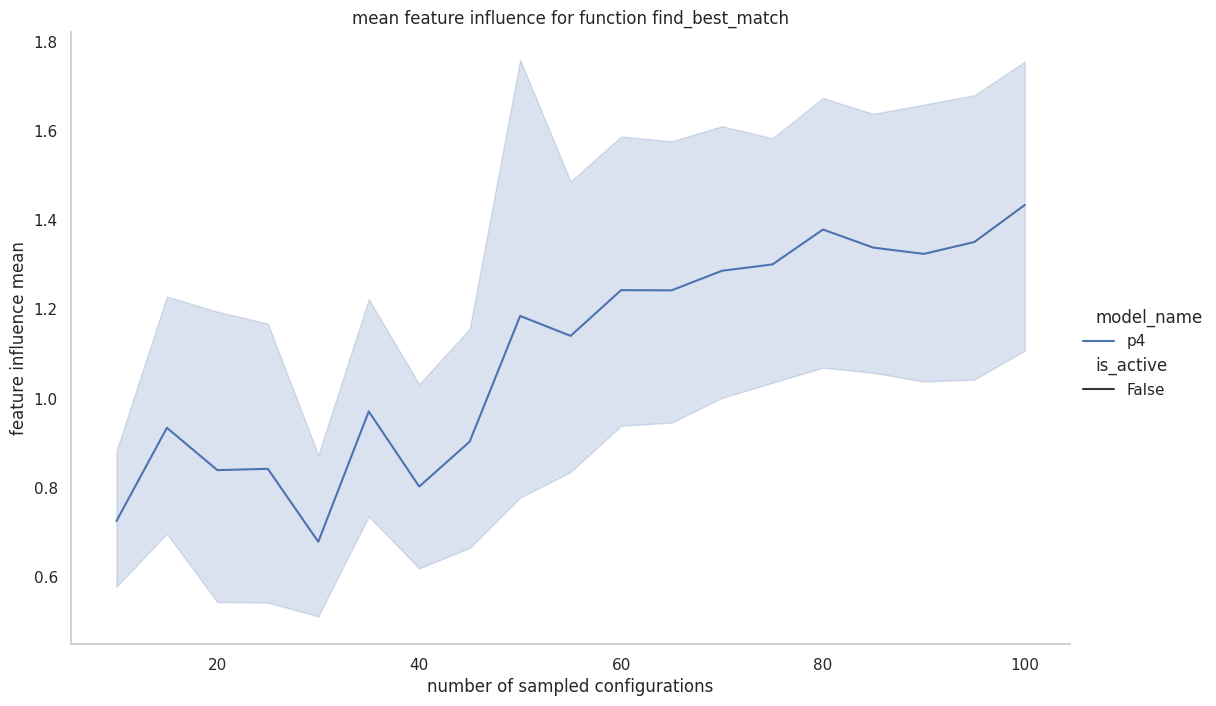 mean feature influence for function find_best_match
1.8
1.6
1.4
1.2
1.0
0.8
0.6
feature influence mean
20 40 60 80 100
number of sampled configurations
model_name
p4
is_active
False